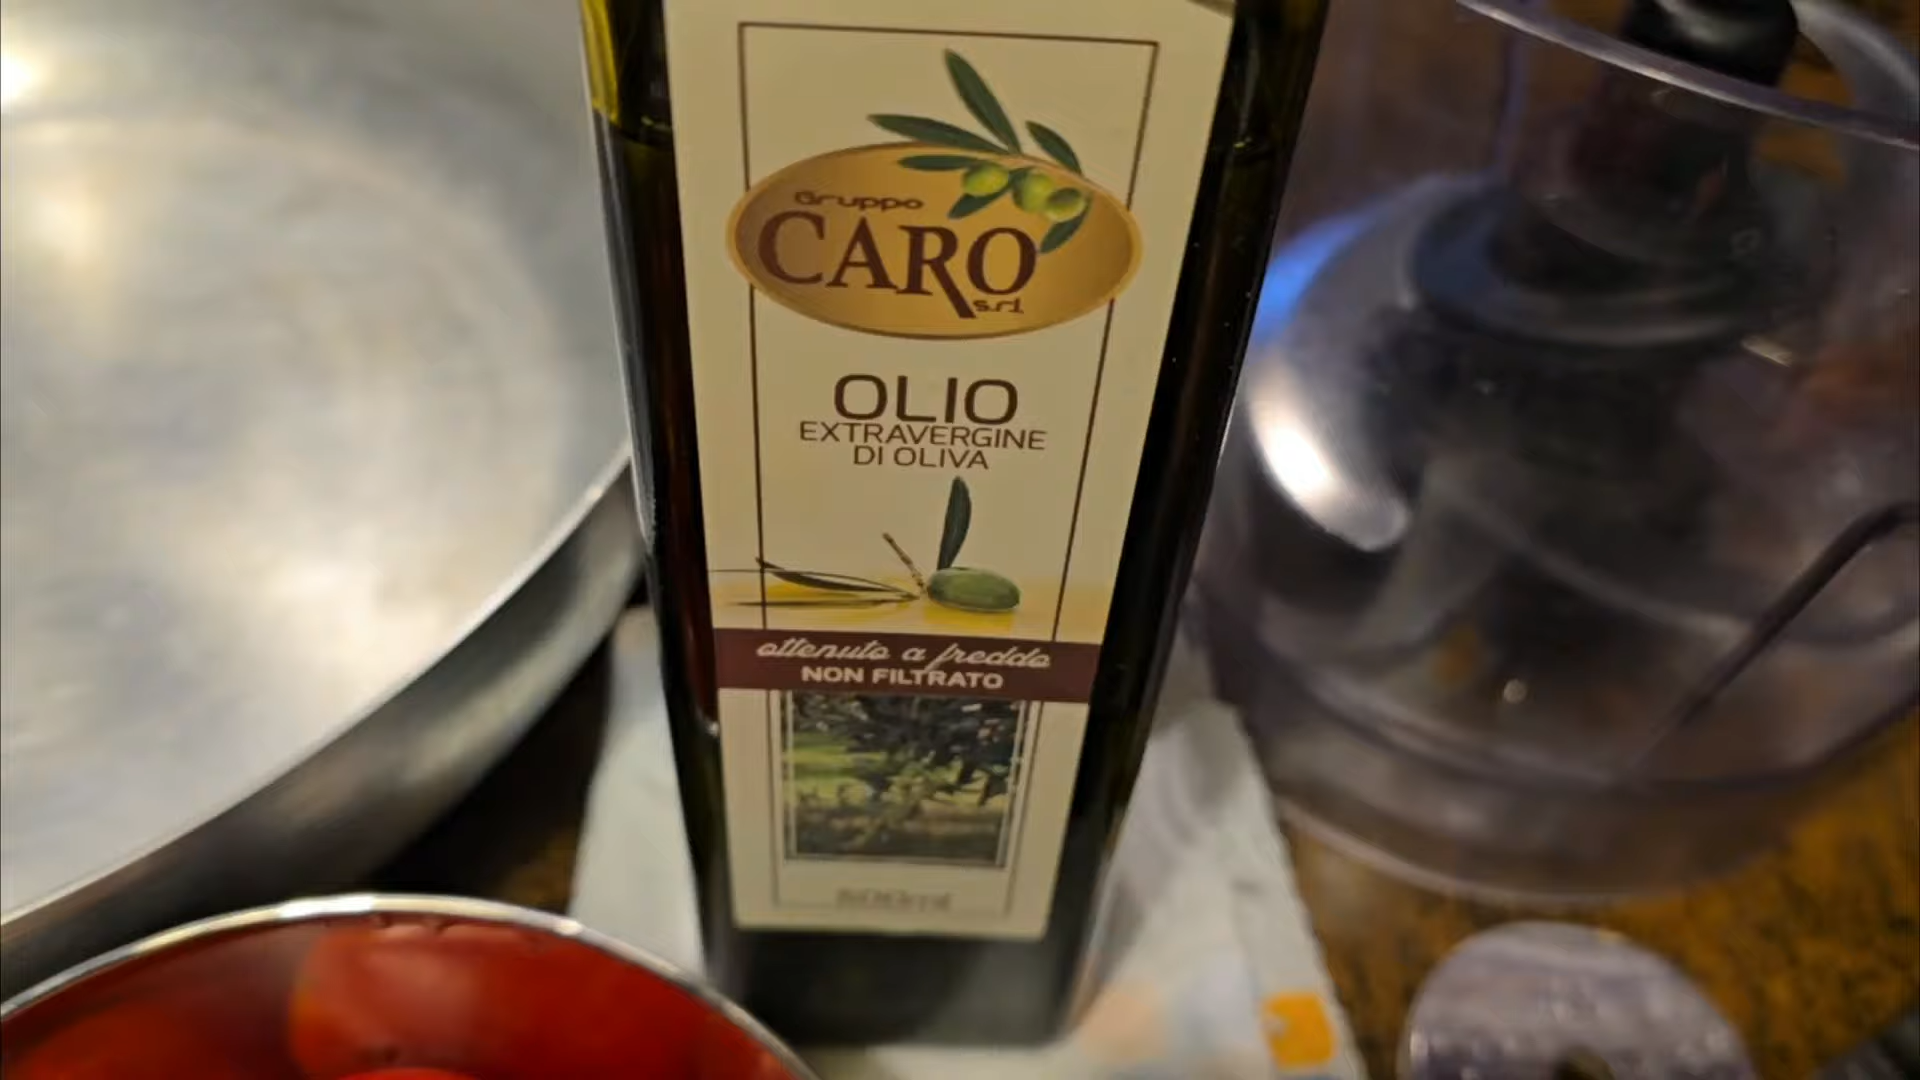 Gruppo
CARO
s.r.l
OLIO
EXTRAVERGINE
DI OLIVA
ottenuto a freddo
NON FILTRATO